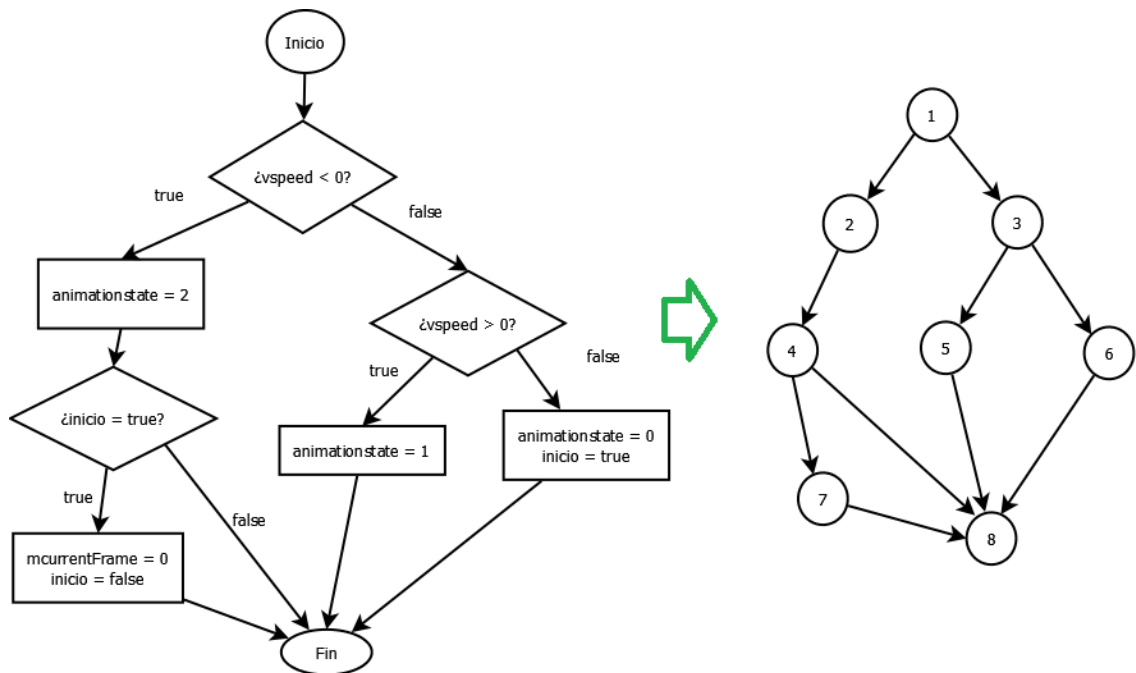 Inicio
¿vspeed < 0?
true
false
animationstate = 2
¿vspeed > 0?
true
false
¿inicio = true?
animationstate = 1
animationstate = 0
inicio = true
true
false
mcurrentFrame = 0
inicio = false
Fin
1
2
3
4
5
6
7
8